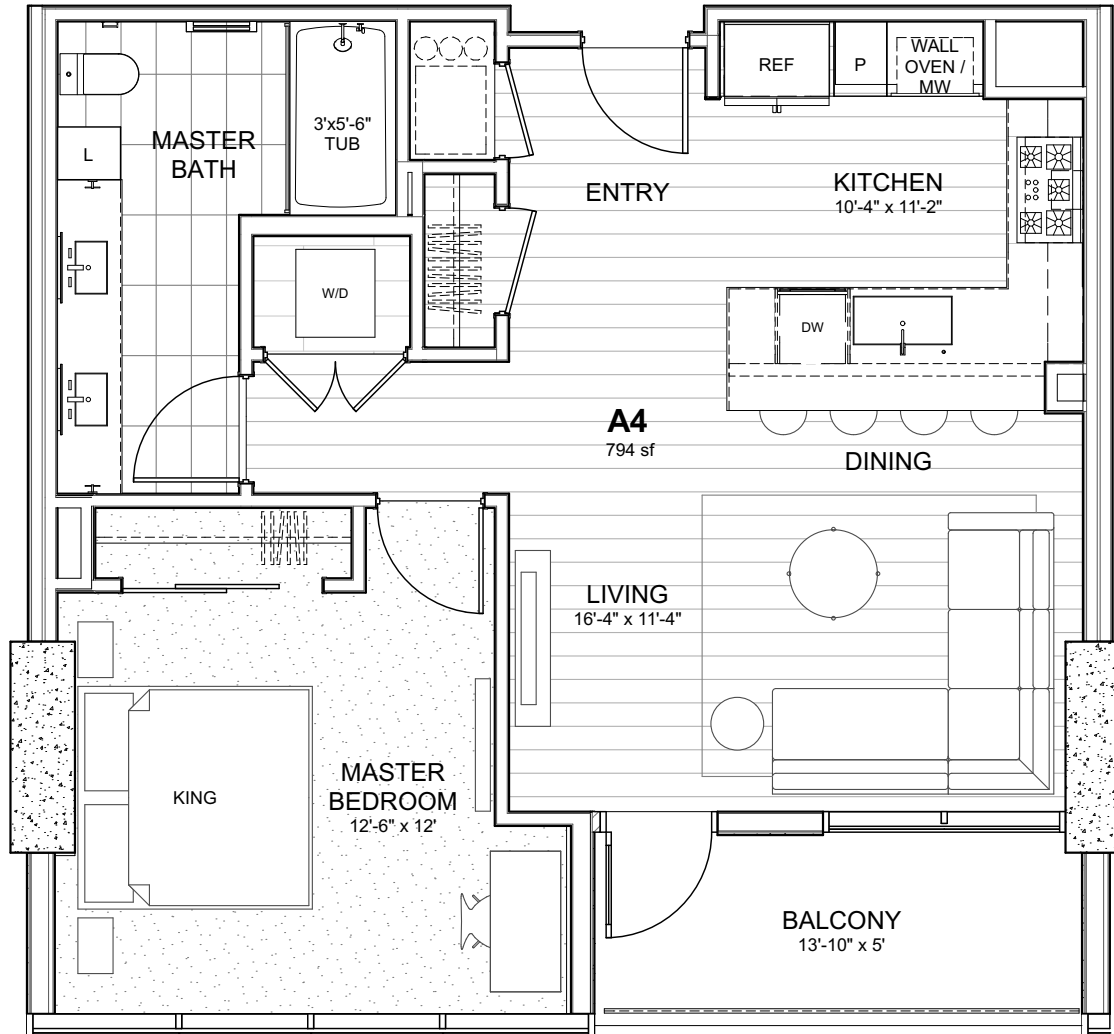 REF
P
WALL
OVEN /
MW
3'x5'-6"
TUB
MASTER
BATH
L
ENTRY
KITCHEN
10'-4" x 11'-2"
W/D
DW
A4
794 sf
DINING
LIVING
16'-4" x 11'-4"
MASTER
BEDROOM
12'-6" x 12'
KING
BALCONY
13'-10" x 5'